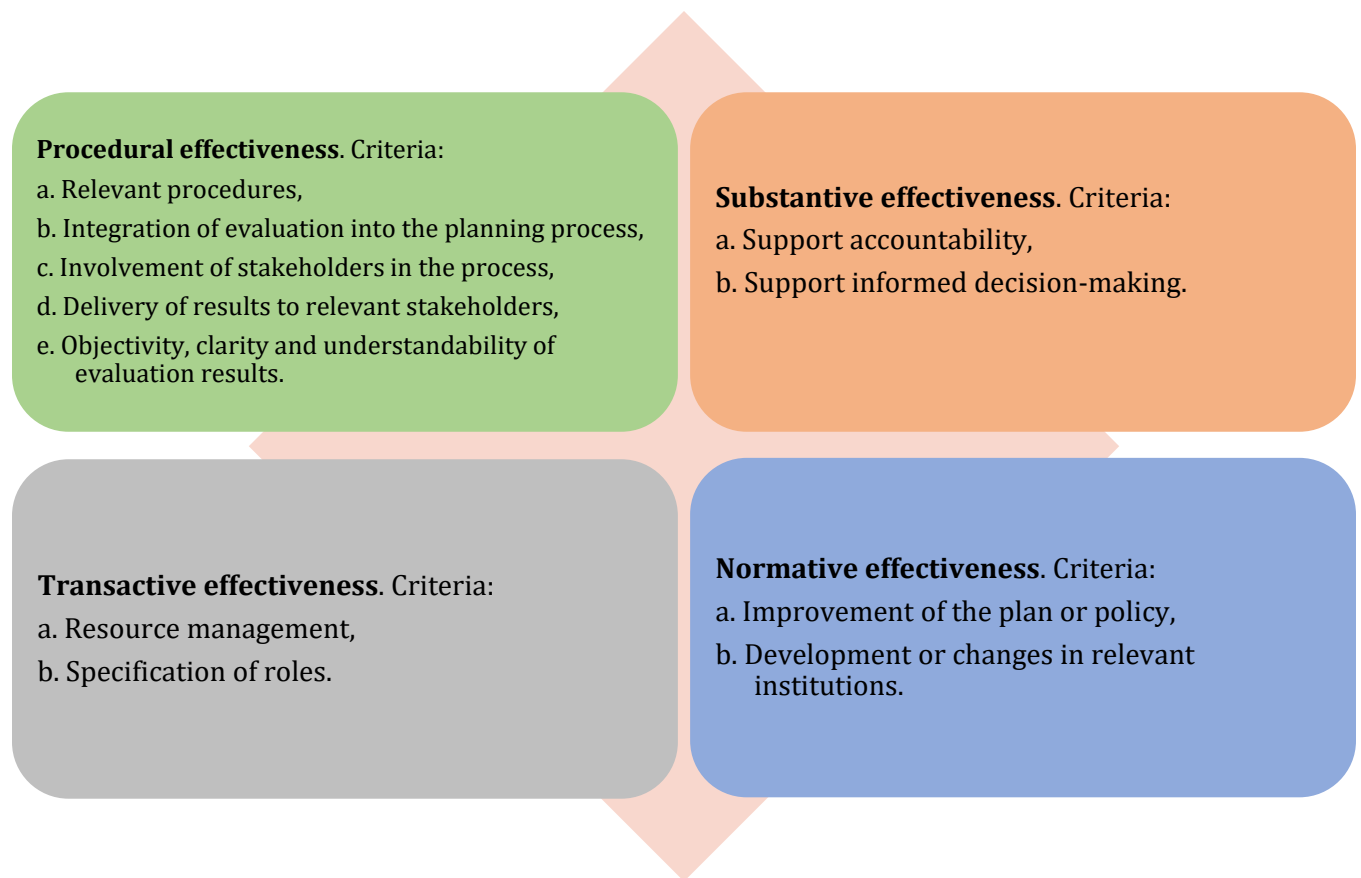 Procedural effectiveness. Criteria:
a. Relevant procedures,
b. Integration of evaluation into the planning process,
c. Involvement of stakeholders in the process,
d. Delivery of results to relevant stakeholders,
e. Objectivity, clarity and understandability of
evaluation results.
Substantive effectiveness. Criteria:
a. Support accountability,
b. Support informed decision-making.
Transactive effectiveness. Criteria:
a. Resource management,
b. Specification of roles.
Normative effectiveness. Criteria:
a. Improvement of the plan or policy,
b. Development or changes in relevant
institutions.